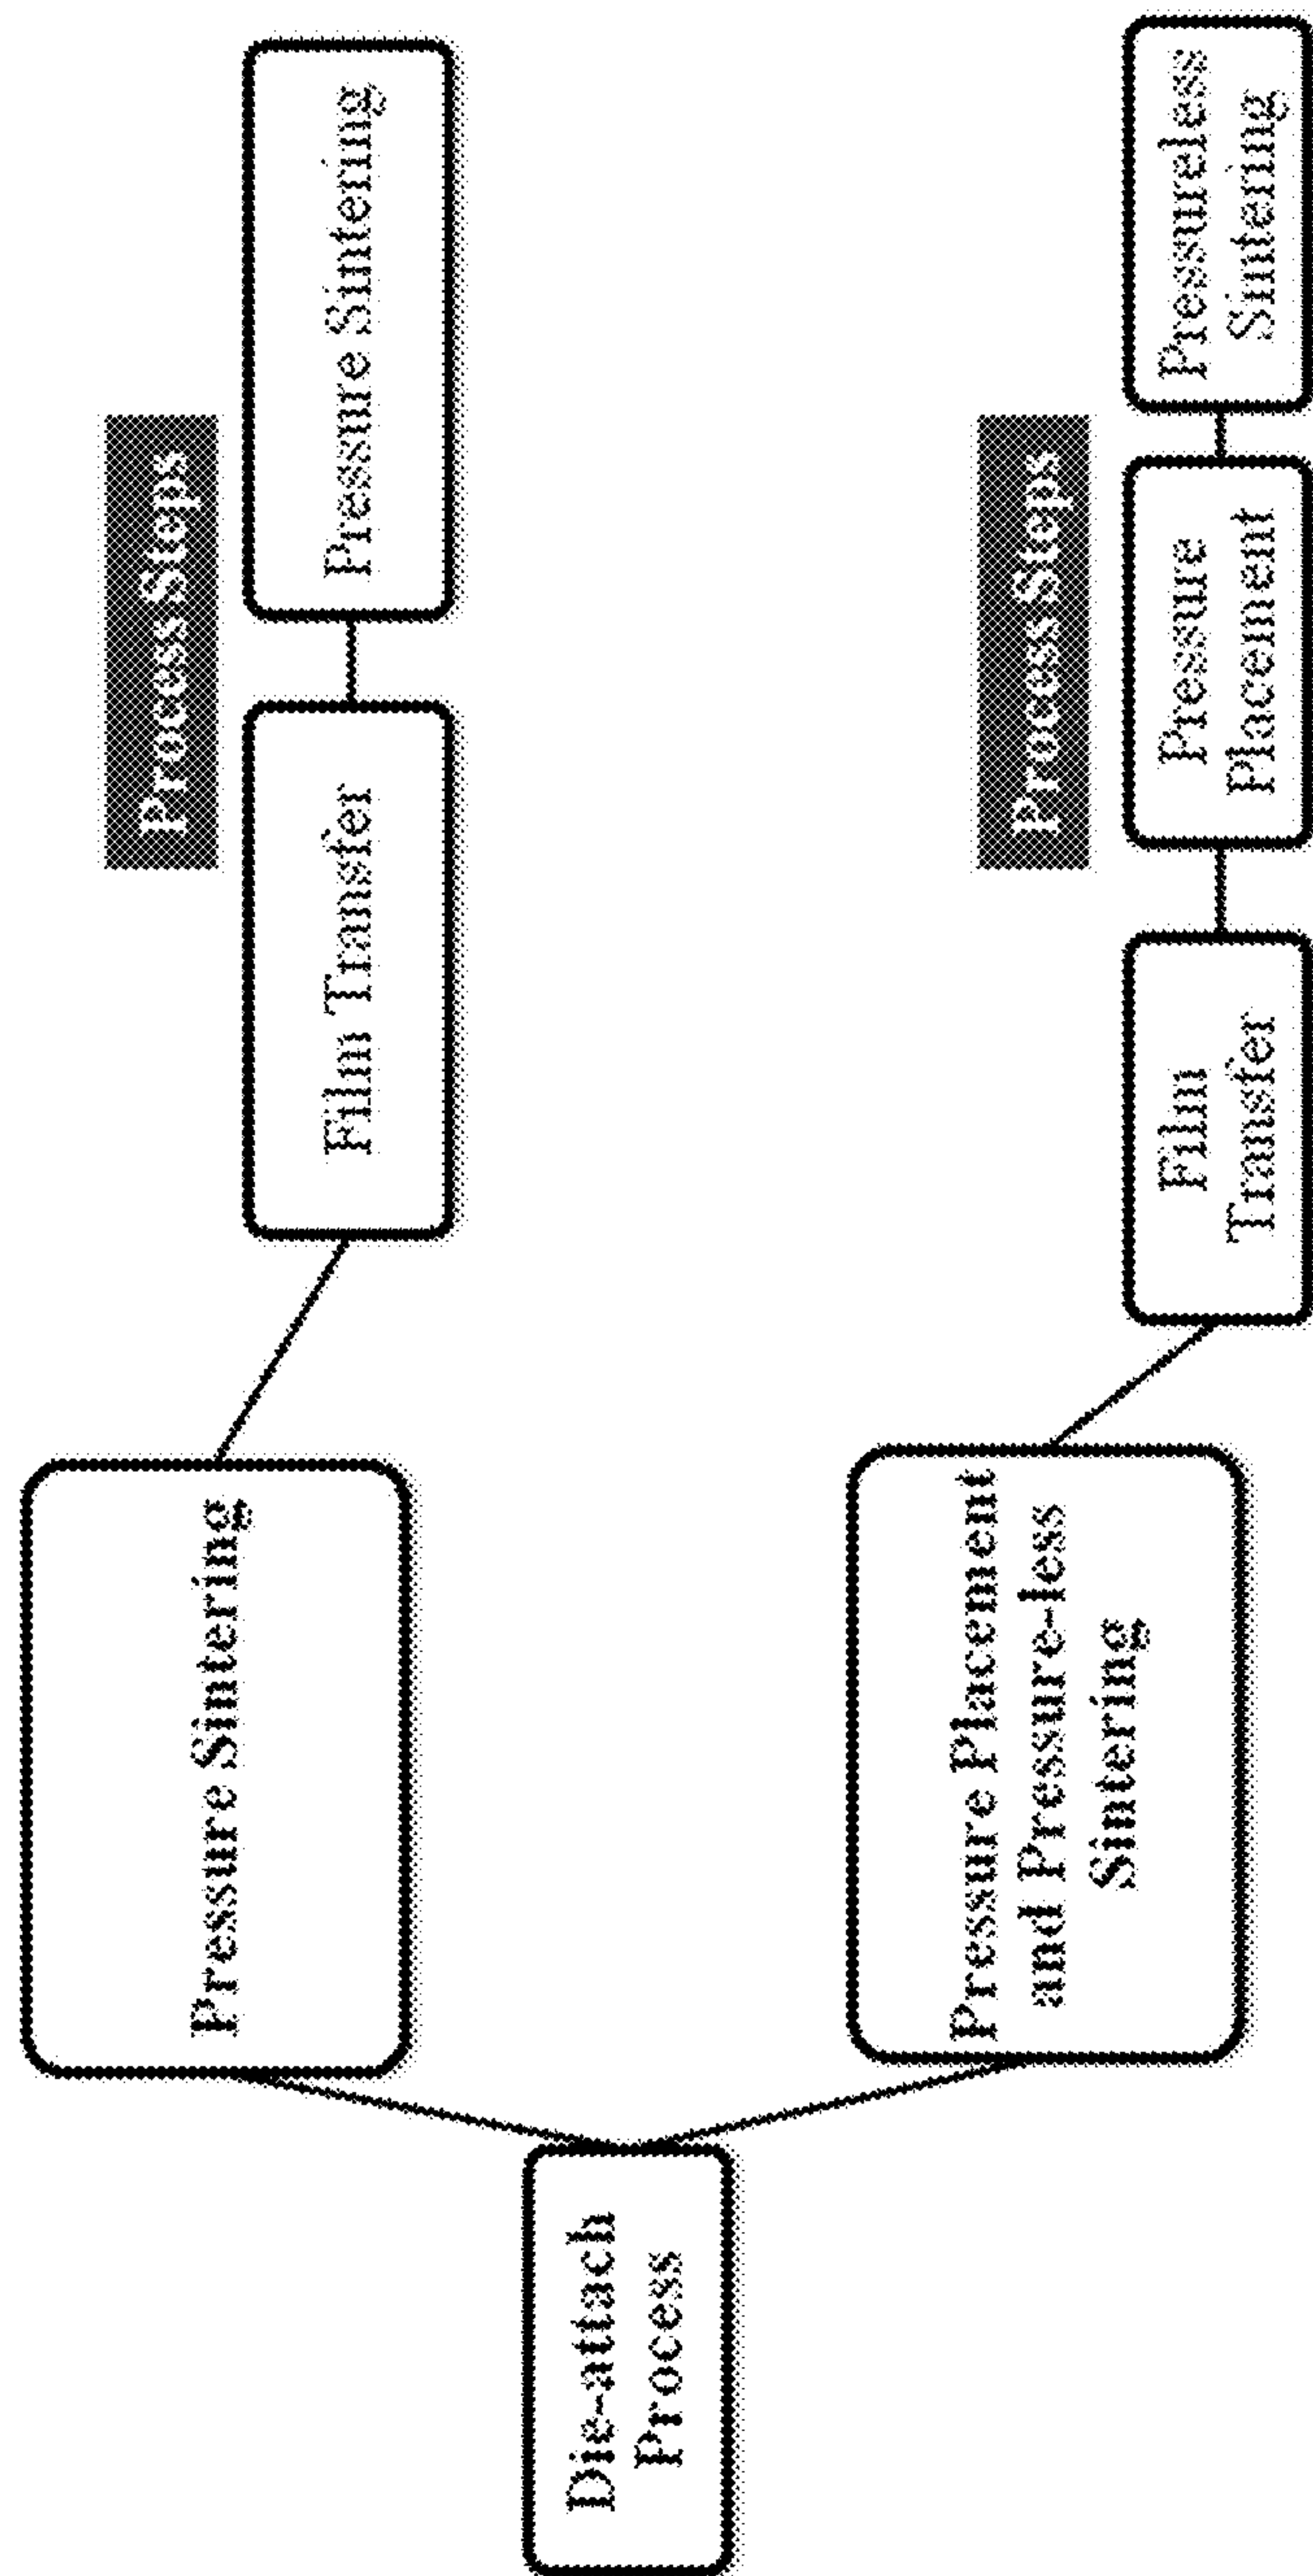 Die-attach
Process
Pressure Sintering
Process Steps
Film Transfer
Pressure Sintering
Pressure Placement
and Pressure-less
Sintering
Process Steps
Film
Transfer
Pressure
Placement
Pressureless
Sintering